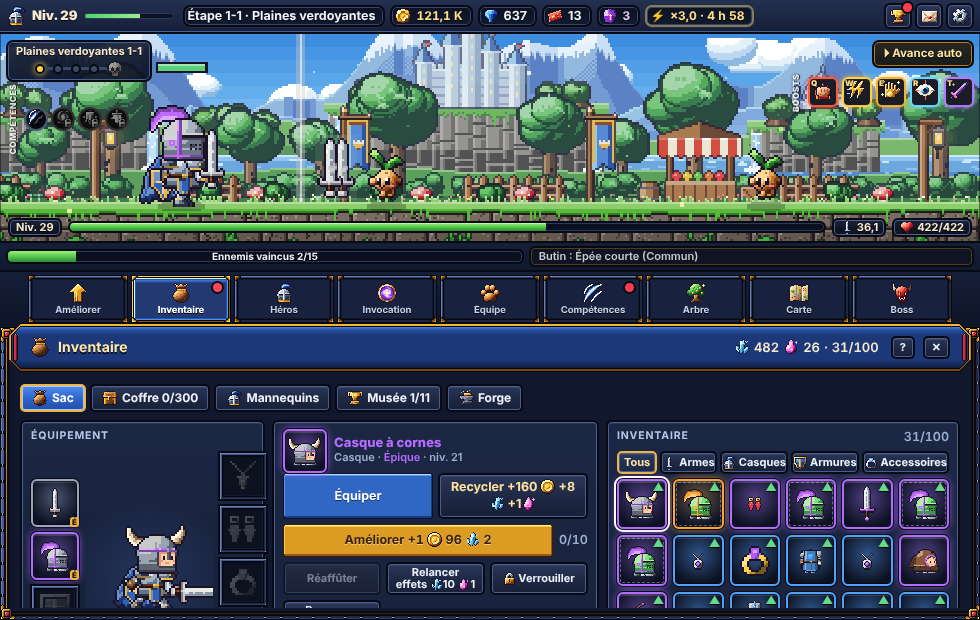 Niv. 29
Étape 1-1 · Plaines verdoyantes
121,1 K
637
13
3
×3,0 · 4 h 58
Plaines verdoyantes 1-1
Avance auto
COMPÉTENCES
BOOSTS
Q
W
E
R
T
Niv. 29
36,1
422/422
Ennemis vaincus 2/15
Butin : Épée courte (Commun)
Améliorer
Inventaire
Héros
Invocation
Equipe
Compétences
Arbre
Carte
Boss
Inventaire
482
26 · 31/100
?
×
Sac
Coffre 0/300
Mannequins
Musée 1/11
Forge
ÉQUIPEMENT
E
E
Casque à cornes
Casque · Épique · niv. 21
Équiper
Recycler +160 +8
+1
Améliorer +1 96 2
0/10
Réaffûter
Relancer
effets 10 1
Verrouiller
INVENTAIRE
31/100
Tous
Armes
Casques
Armures
Accessoires